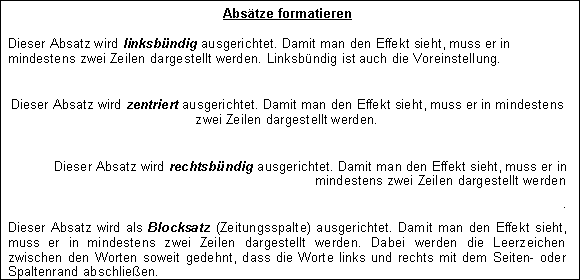 Absätze formatieren
Dieser Absatz wird linksbündig ausgerichtet. Damit man den Effekt sieht, muss er in
mindestens zwei Zeilen dargestellt werden. Linksbündig ist auch die Voreinstellung.
Dieser Absatz wird zentriert ausgerichtet. Damit man den Effekt sieht, muss er in mindestens
zwei Zeilen dargestellt werden.
Dieser Absatz wird rechtsbündig ausgerichtet. Damit man den Effekt sieht, muss er in
mindestens zwei Zeilen dargestellt werden
.
Dieser Absatz wird als Blocksatz (Zeitungsspalte) ausgerichtet. Damit man den Effekt sieht,
muss er in mindestens zwei Zeilen dargestellt werden. Dabei werden die Leerzeichen
zwischen den Worten soweit gedehnt, dass die Worte links und rechts mit dem Seiten- oder
Spaltenrand abschließen.